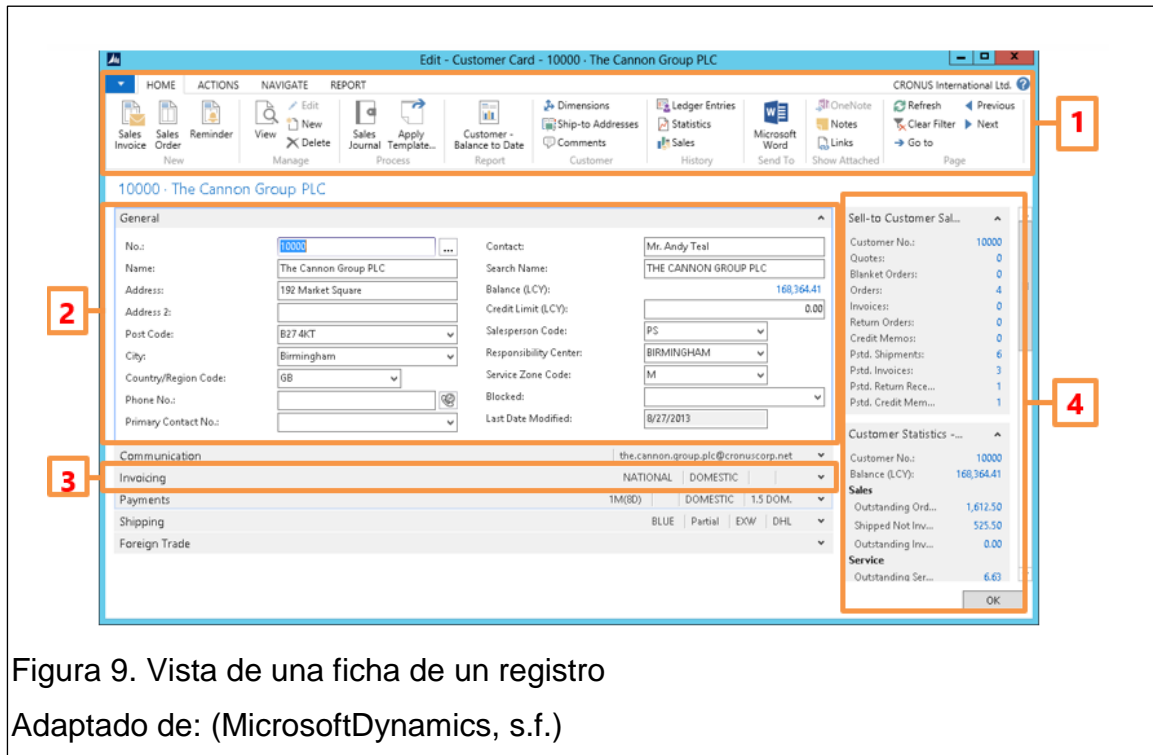 Edit - Customer Card - 10000 · The Cannon Group PLC
HOME ACTIONS NAVIGATE REPORT CRONUS International Ltd.
Sales Invoice
Sales Order
Reminder
New
View
Edit
New
Delete
Manage
Sales Journal
Apply Template...
Process
Customer - Balance to Date
Report
Dimensions
Ship-to Addresses
Comments
Customer
Ledger Entries
Statistics
Sales
History
Microsoft Word
Send To
OneNote
Notes
Links
Show Attached
Refresh
Clear Filter
Go to
Previous
Next
Page
1
10000 · The Cannon Group PLC
2
General
No.: 10000 ...
Name: The Cannon Group PLC
Address: 192 Market Square
Address 2:
Post Code: B27 4KT
City: Birmingham
Country/Region Code: GB
Phone No.:
Primary Contact No.:
Contact: Mr. Andy Teal
Search Name: THE CANNON GROUP PLC
Balance (LCY): 168,364.41
Credit Limit (LCY): 0.00
Salesperson Code: PS
Responsibility Center: BIRMINGHAM
Service Zone Code: M
Blocked:
Last Date Modified: 8/27/2013
Communication the.cannon.group.plc@cronuscorp.net
3
Invoicing NATIONAL DOMESTIC
Payments 1M(8D) DOMESTIC 1.5 DOM.
Shipping BLUE Partial EXW DHL
Foreign Trade
4
Sell-to Customer Sal...
Customer No.: 10000
Quotes: 0
Blanket Orders: 0
Orders: 4
Invoices: 0
Return Orders: 0
Credit Memos: 0
Pstd. Shipments: 6
Pstd. Invoices: 3
Pstd. Return Rece... 1
Pstd. Credit Mem... 1
Customer Statistics -...
Customer No.: 10000
Balance (LCY): 168,364.41
Sales
Outstanding Ord... 1,612.50
Shipped Not Inv... 525.50
Outstanding Inv... 0.00
Service
Outstanding Ser... 6.63
OK
Figura 9. Vista de una ficha de un registro
Adaptado de: (MicrosoftDynamics, s.f.)